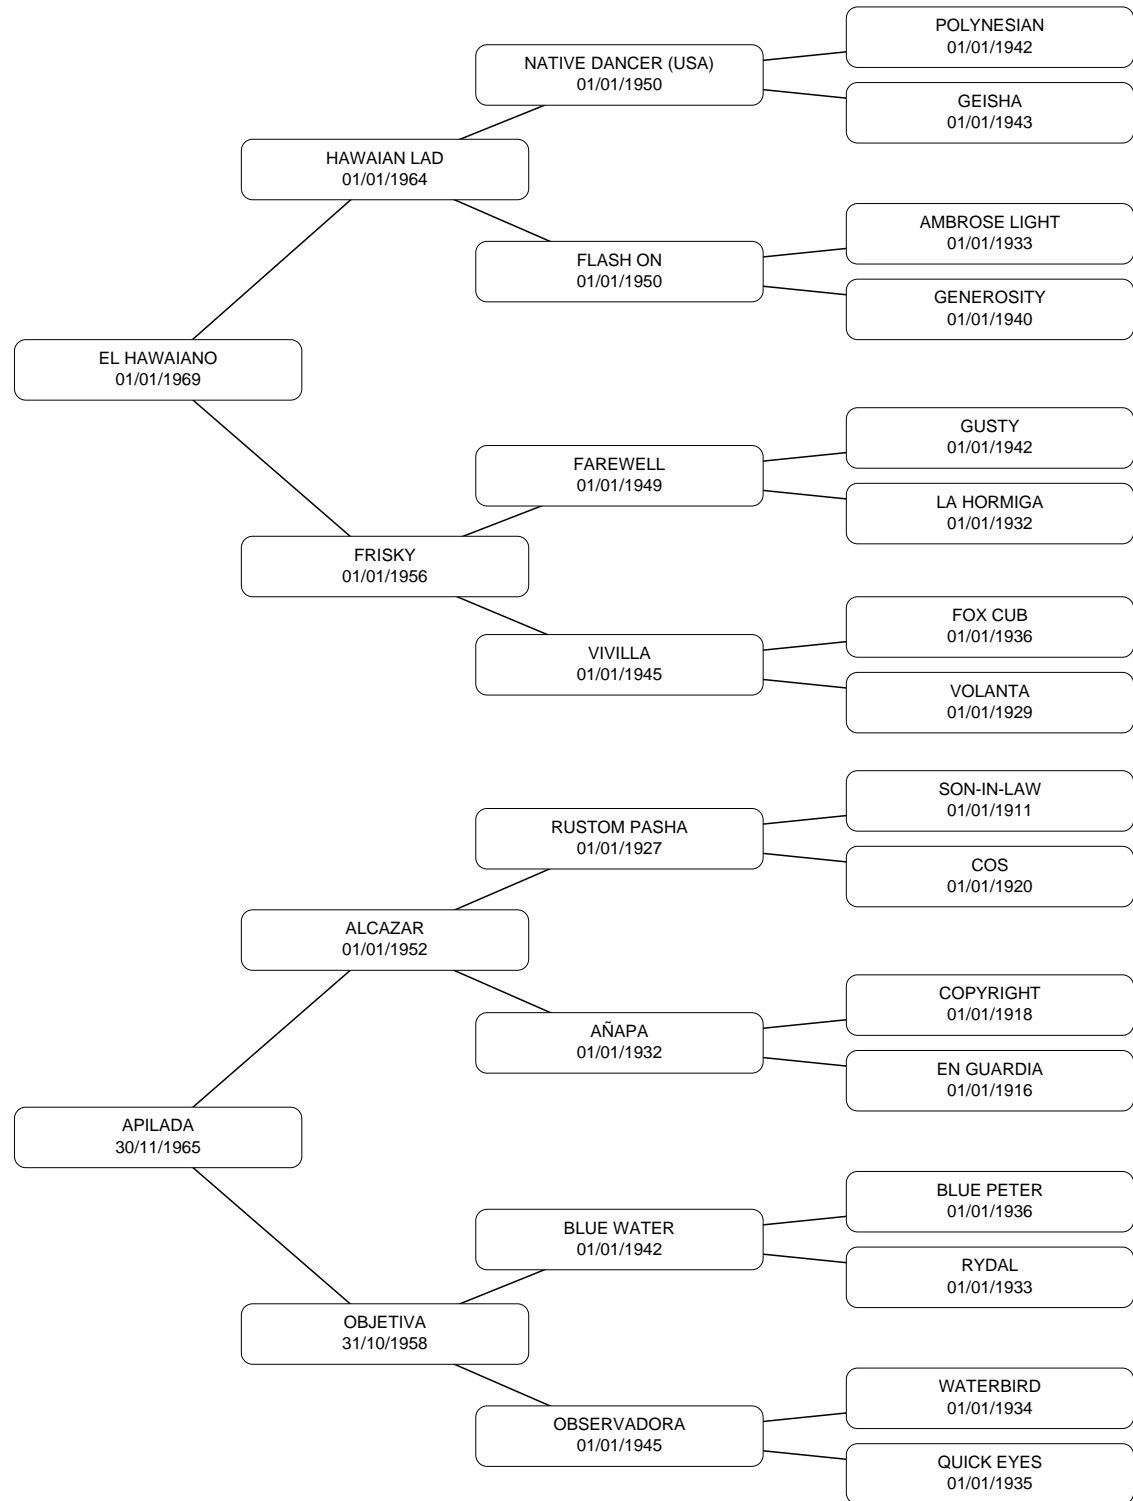 POLYNESIAN
01/01/1942
NATIVE DANCER (USA)
01/01/1950
GEISHA
01/01/1943
HAWAIAN LAD
01/01/1964
AMBROSE LIGHT
01/01/1933
FLASH ON
01/01/1950
GENEROSITY
01/01/1940
EL HAWAIANO
01/01/1969
GUSTY
01/01/1942
FAREWELL
01/01/1949
LA HORMIGA
01/01/1932
FRISKY
01/01/1956
FOX CUB
01/01/1936
VIVILLA
01/01/1945
VOLANTA
01/01/1929
SON-IN-LAW
01/01/1911
RUSTOM PASHA
01/01/1927
COS
01/01/1920
ALCAZAR
01/01/1952
COPYRIGHT
01/01/1918
AÑAPA
01/01/1932
EN GUARDIA
01/01/1916
APILADA
30/11/1965
BLUE PETER
01/01/1936
BLUE WATER
01/01/1942
RYDAL
01/01/1933
OBJETIVA
31/10/1958
WATERBIRD
01/01/1934
OBSERVADORA
01/01/1945
QUICK EYES
01/01/1935